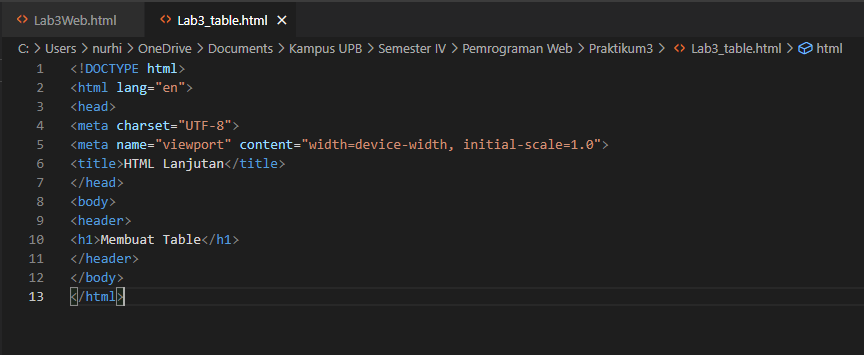 Lab3Web.html Lab3_table.html
C: > Users > nurhi > OneDrive > Documents > Kampus UPB > Semester IV > Pemrograman Web > Praktikum3 > Lab3_table.html > html
1 <!DOCTYPE html>
2 <html lang="en">
3 <head>
4 <meta charset="UTF-8">
5 <meta name="viewport" content="width=device-width, initial-scale=1.0">
6 <title>HTML Lanjutan</title>
7 </head>
8 <body>
9 <header>
10 <h1>Membuat Table</h1>
11 </header>
12 </body>
13 </html>